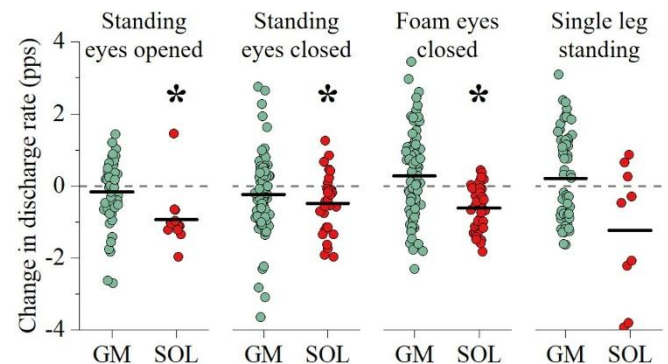 Standing eyes opened
Standing eyes closed
Foam eyes closed
Single leg standing
Change in discharge rate (pps)
4
2
0
-2
-4
*
*
*
GM SOL GM SOL GM SOL GM SOL